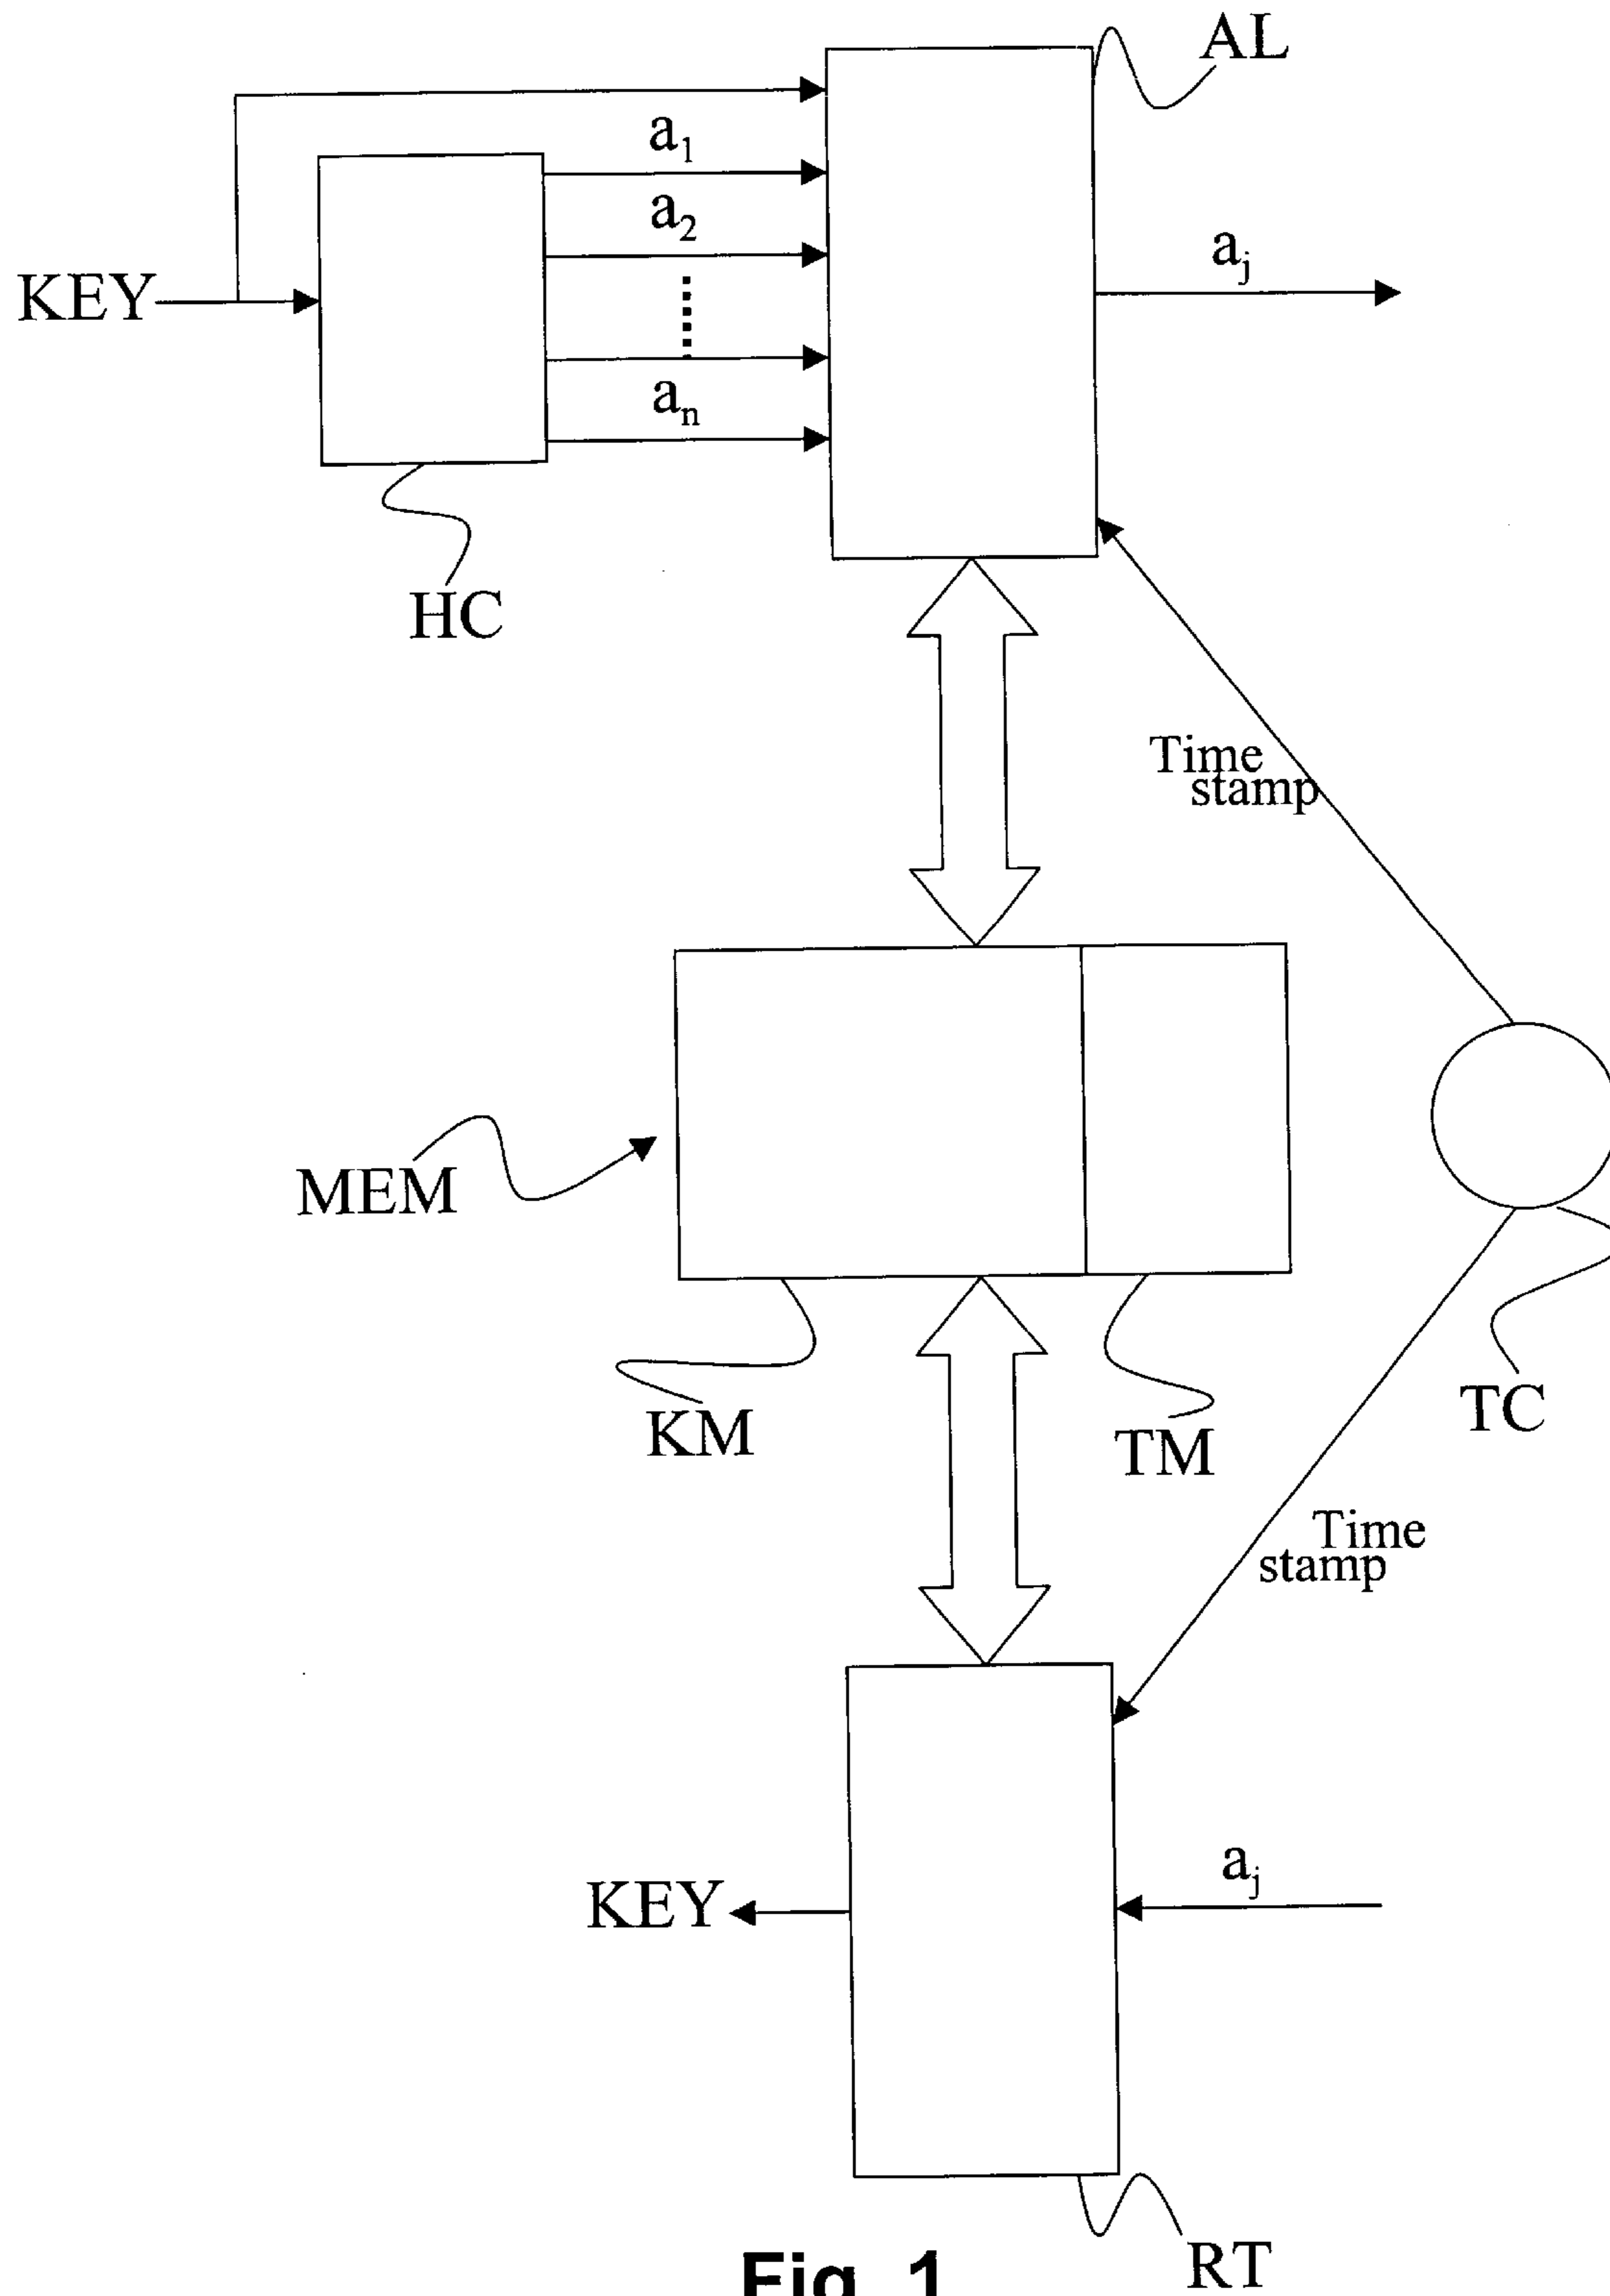 AL
a₁
a₂
aⱼ
KEY
aₙ
HC
Time
stamp
MEM
KM
TM
TC
Time
stamp
aⱼ
KEY
RT
Fig. 1